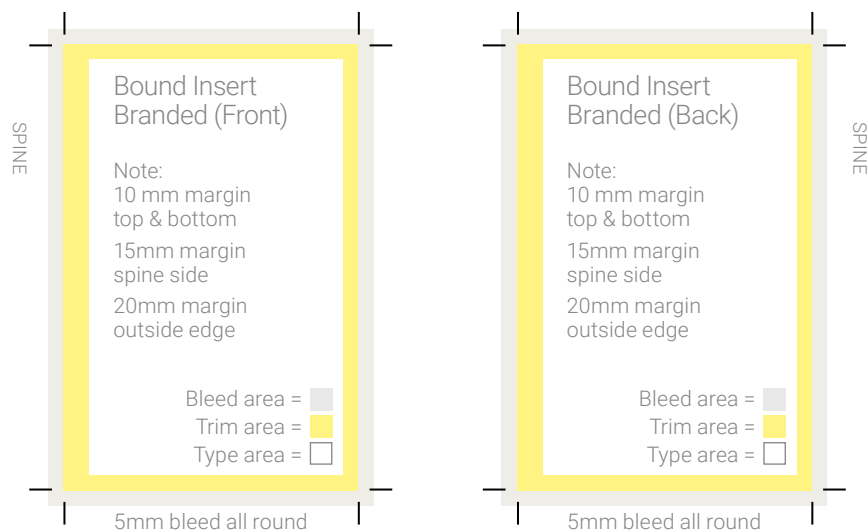 SPINE
Bound Insert
Branded (Front)
Note:
10 mm margin
top & bottom
15mm margin
spine side
20mm margin
outside edge
Bleed area =
Trim area =
Type area =
5mm bleed all round
Bound Insert
Branded (Back)
Note:
10 mm margin
top & bottom
15mm margin
spine side
20mm margin
outside edge
Bleed area =
Trim area =
Type area =
5mm bleed all round
SPINE